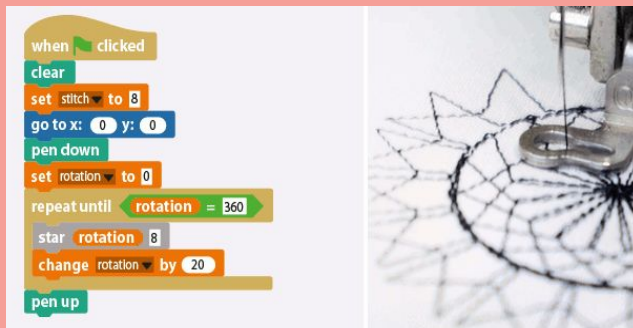 when clicked
clear
set stitch to 8
go to x: 0 y: 0
pen down
set rotation to 0
repeat until rotation = 360
star rotation 8
change rotation by 20
pen up